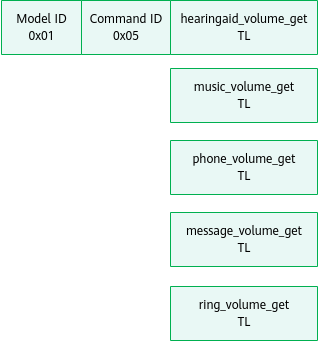 Model ID
0x01
Command ID
0x05
hearingaid_volume_get
TL
music_volume_get
TL
phone_volume_get
TL
message_volume_get
TL
ring_volume_get
TL